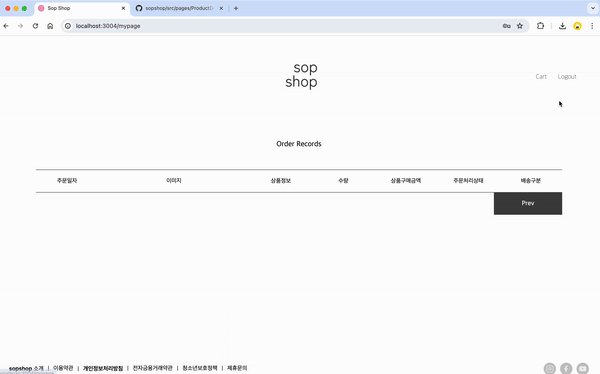 Sop Shop
sopshop/src/pages/Product/
localhost:3004/mypage
sop
shop
Cart Logout
Order Records
주문일자 이미지 상품정보 수량 상품구매금액 주문처리상태 배송구분
Prev
sopshop 소개 | 이용약관 | 개인정보처리방침 | 전자금융거래약관 | 청소년보호정책 | 제휴문의